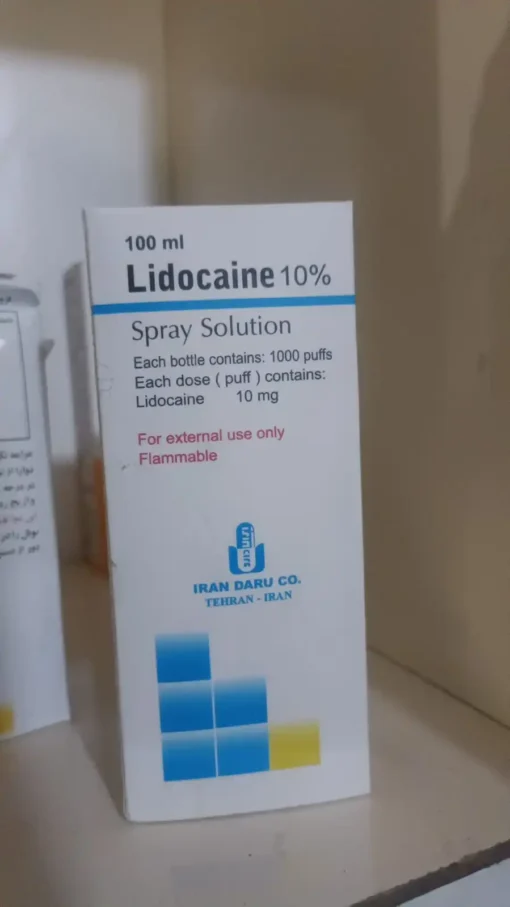 100 ml
Lidocaine 10%
Spray Solution
Each bottle contains: 1000 puffs
Each dose ( puff ) contains:
Lidocaine 10 mg
For external use only
Flammable
IRAN DARU CO.
TEHRAN - IRAN